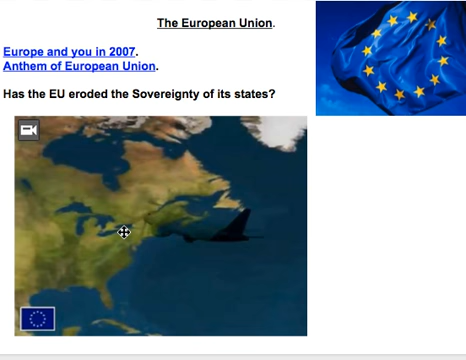 The European Union.
Europe and you in 2007.
Anthem of European Union.
Has the EU eroded the Sovereignty of its states?